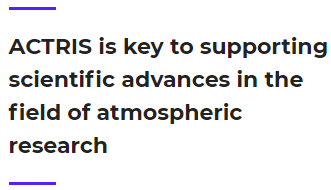 ACTRIS is key to supporting
scientific advances in the
field of atmospheric
research